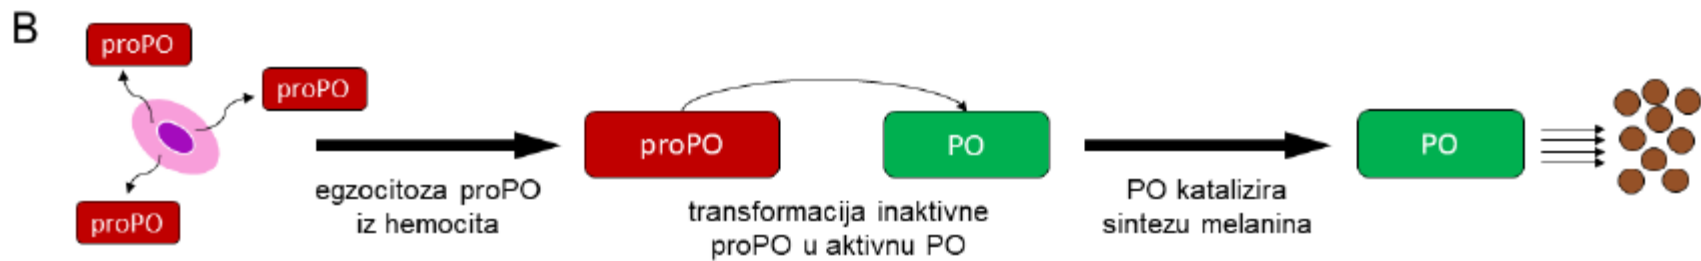 B
proPO
proPO
proPO
egzocitoza proPO
iz hemocita
proPO
PO
transformacija inaktivne
proPO u aktivnu PO
PO katalizira
sintezu melanina
PO